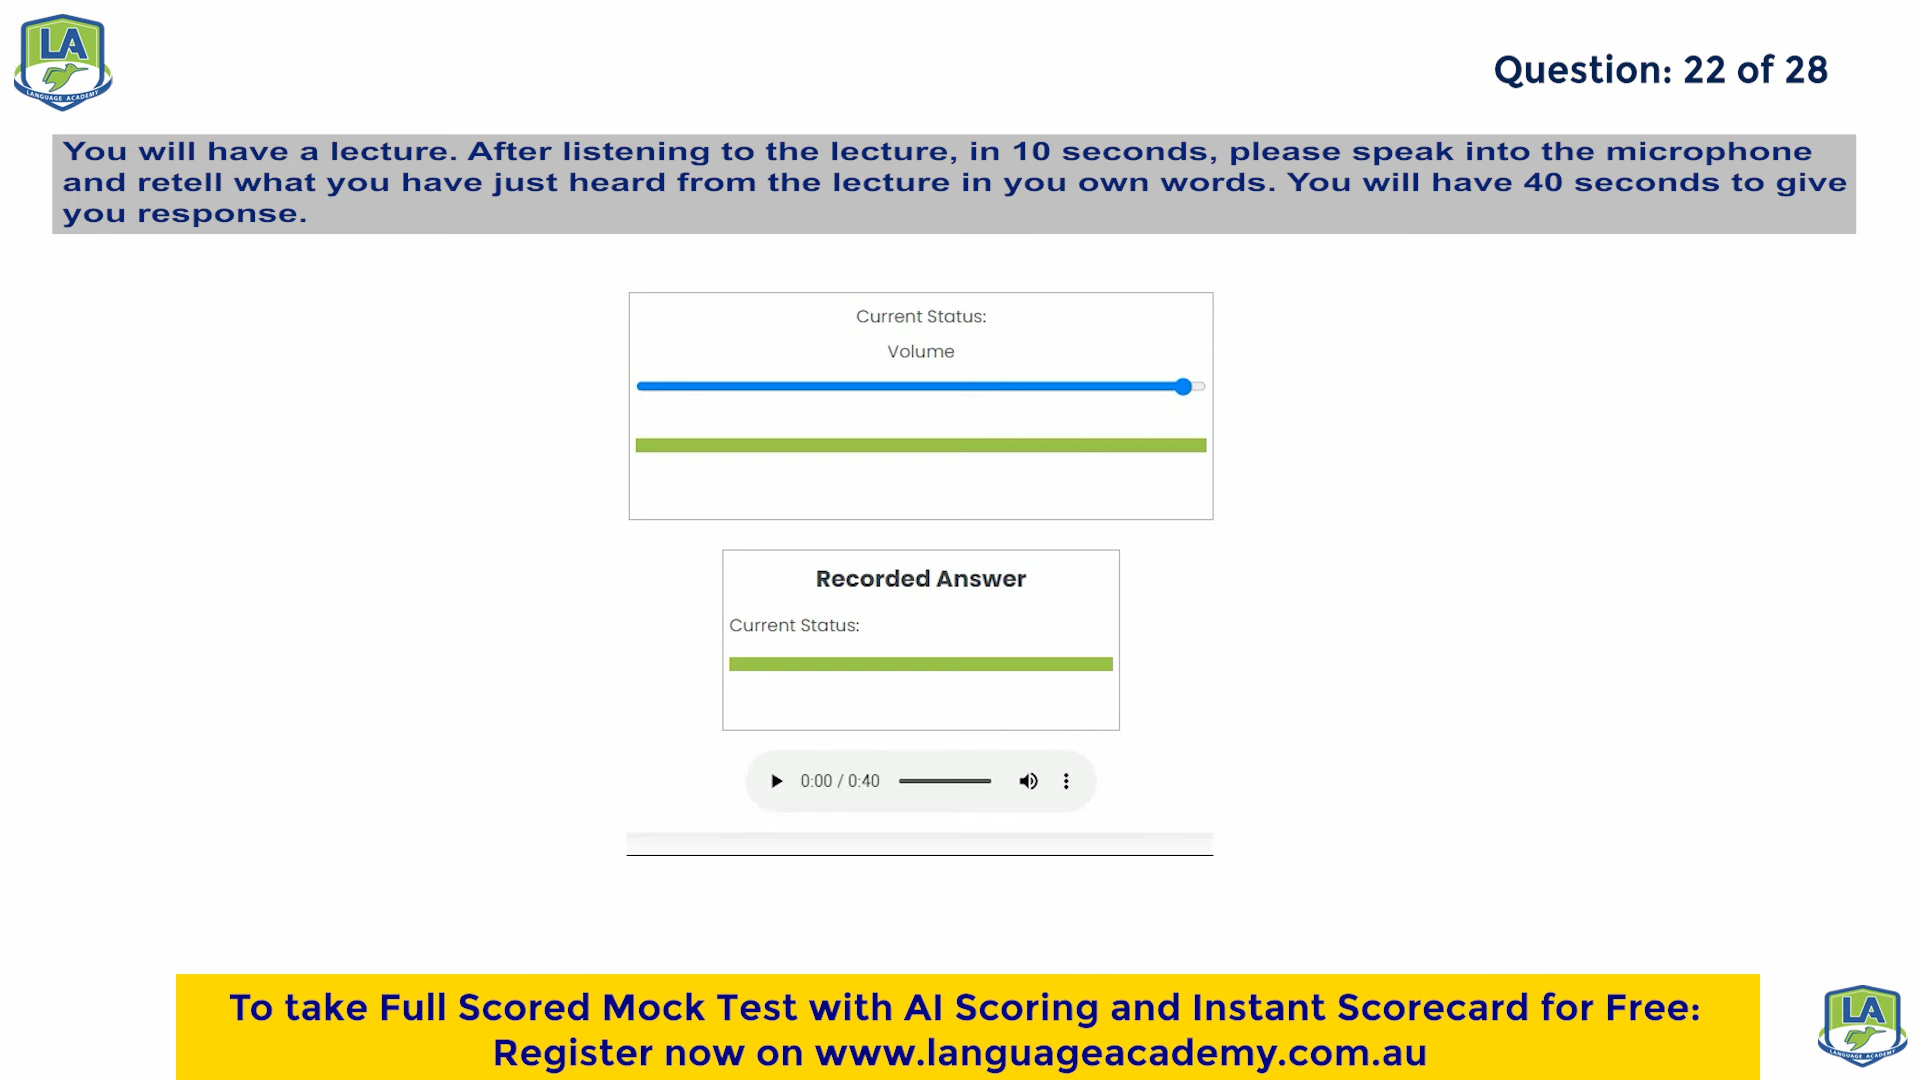 LA
LANGUAGE ACADEMY
Question: 22 of 28
You will have a lecture. After listening to the lecture, in 10 seconds, please speak into the microphone
and retell what you have just heard from the lecture in you own words. You will have 40 seconds to give
you response.
Current Status:
Volume
Recorded Answer
Current Status:
0:00 / 0:40
To take Full Scored Mock Test with AI Scoring and Instant Scorecard for Free:
Register now on www.languageacademy.com.au
LA
LANGUAGE ACADEMY